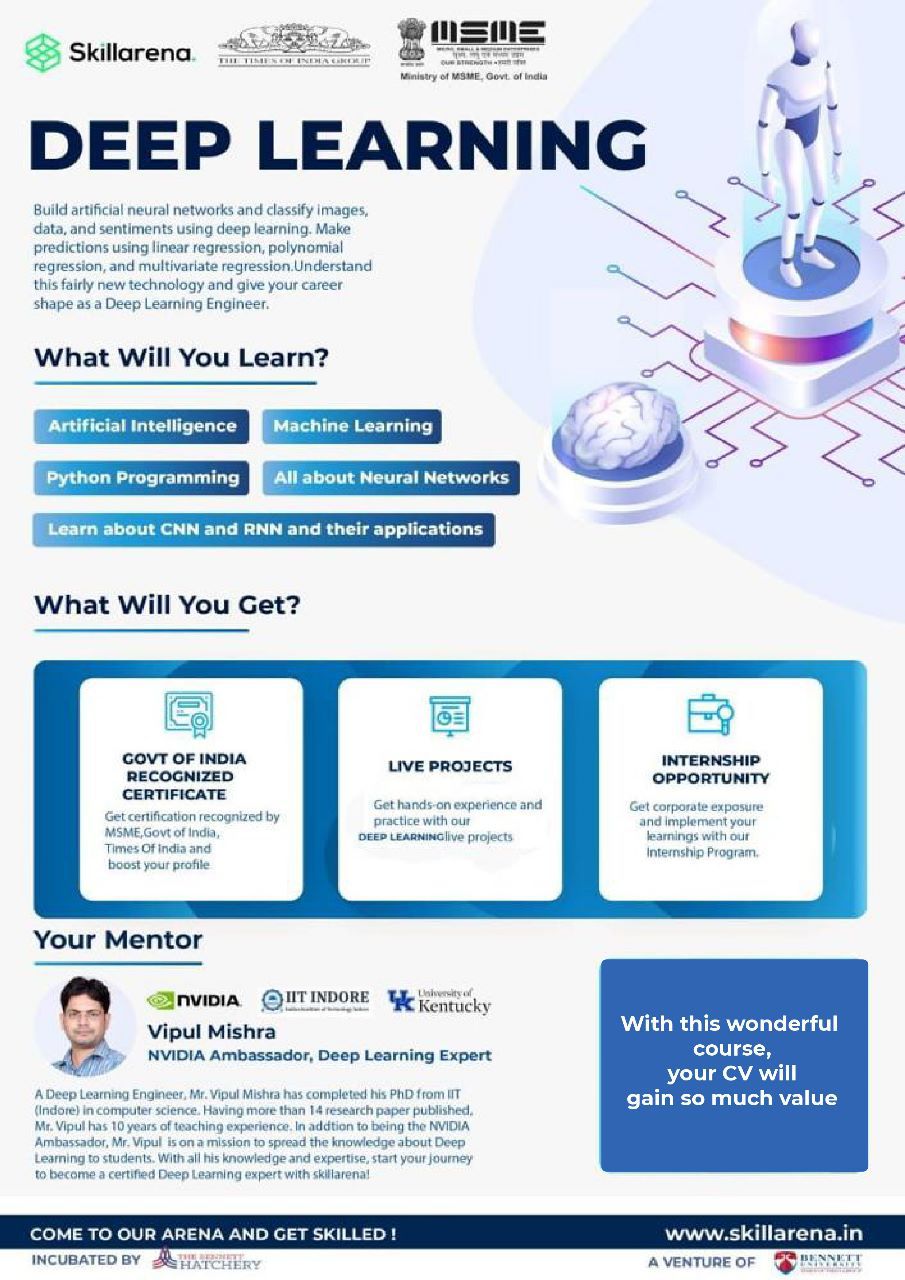 Skillarena.
THE TIMES OF INDIA GROUP
MSME
MICRO, SMALL & MEDIUM ENTERPRISES
सूक्ष्म, लघु एवं मध्यम उद्यम
OUR STRENGTH • हमारी शक्ति
Ministry of MSME, Govt. of India
DEEP LEARNING
Build artificial neural networks and classify images,
data, and sentiments using deep learning. Make
predictions using linear regression, polynomial
regression, and multivariate regression.Understand
this fairly new technology and give your career
shape as a Deep Learning Engineer.
What Will You Learn?
Artificial Intelligence
Machine Learning
Python Programming
All about Neural Networks
Learn about CNN and RNN and their applications
What Will You Get?
GOVT OF INDIA
RECOGNIZED
CERTIFICATE
Get certification recognized by
MSME,Govt of India,
Times Of India and
boost your profile
LIVE PROJECTS
Get hands-on experience and
practice with our
DEEP LEARNING live projects
INTERNSHIP
OPPORTUNITY
Get corporate exposure
and implement your
learnings with our
Internship Program.
Your Mentor
NVIDIA.
IIT INDORE
University of
Kentucky
Vipul Mishra
NVIDIA Ambassador, Deep Learning Expert
A Deep Learning Engineer, Mr. Vipul Mishra has completed his PhD from IIT
(Indore) in computer science. Having more than 14 research paper published,
Mr. Vipul has 10 years of teaching experience. In addtion to being the NVIDIA
Ambassador, Mr. Vipul is on a mission to spread the knowledge about Deep
Learning to students. With all his knowledge and expertise, start your journey
to become a certified Deep Learning expert with skillarena!
With this wonderful
course,
your CV will
gain so much value
COME TO OUR ARENA AND GET SKILLED !
www.skillarena.in
INCUBATED BY
THE BENNETT
HATCHERY
A VENTURE OF
BENNETT
UNIVERSITY